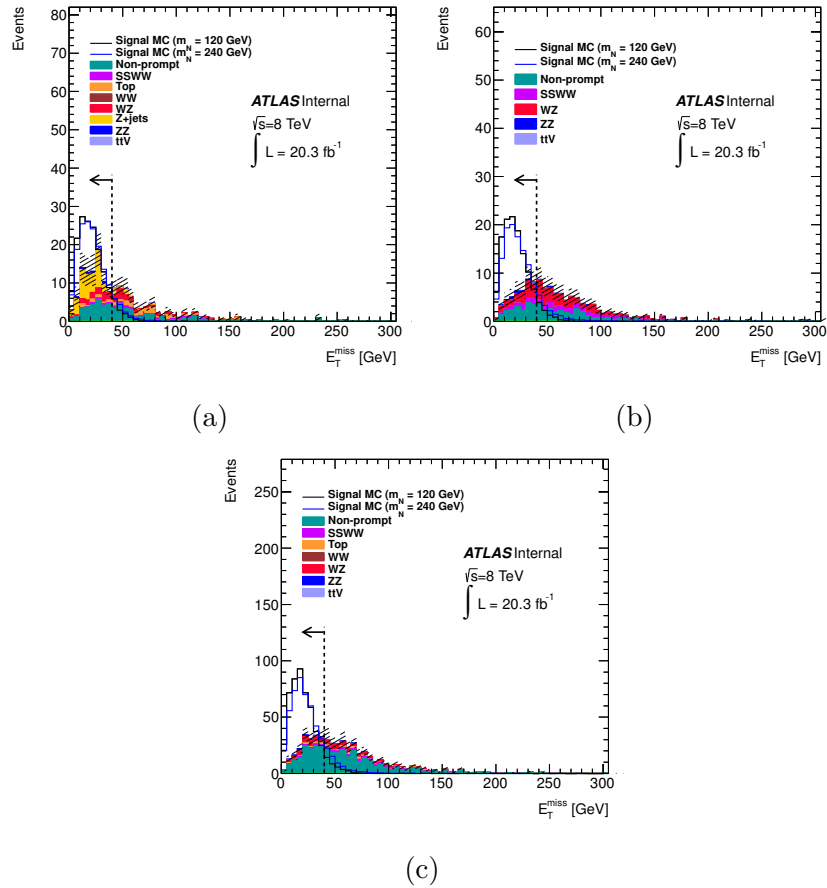 Events
80
70
60
50
40
30
20
10
0
Signal MC (m_N = 120 GeV)
Signal MC (m_N = 240 GeV)
Non-prompt
SSWW
Top
WW
WZ
Z+jets
ZZ
ttV
ATLAS Internal
√s=8 TeV
∫ L = 20.3 fb⁻¹
0 50 100 150 200 250 300
E_T^miss [GeV]
(a)
Events
60
50
40
30
20
10
0
Signal MC (m_N = 120 GeV)
Signal MC (m_N = 240 GeV)
Non-prompt
SSWW
WZ
ZZ
ttV
ATLAS Internal
√s=8 TeV
∫ L = 20.3 fb⁻¹
0 50 100 150 200 250 300
E_T^miss [GeV]
(b)
Events
250
200
150
100
50
0
Signal MC (m_N = 120 GeV)
Signal MC (m_N = 240 GeV)
Non-prompt
SSWW
Top
WW
WZ
ZZ
ttV
ATLAS Internal
√s=8 TeV
∫ L = 20.3 fb⁻¹
0 50 100 150 200 250 300
E_T^miss [GeV]
(c)